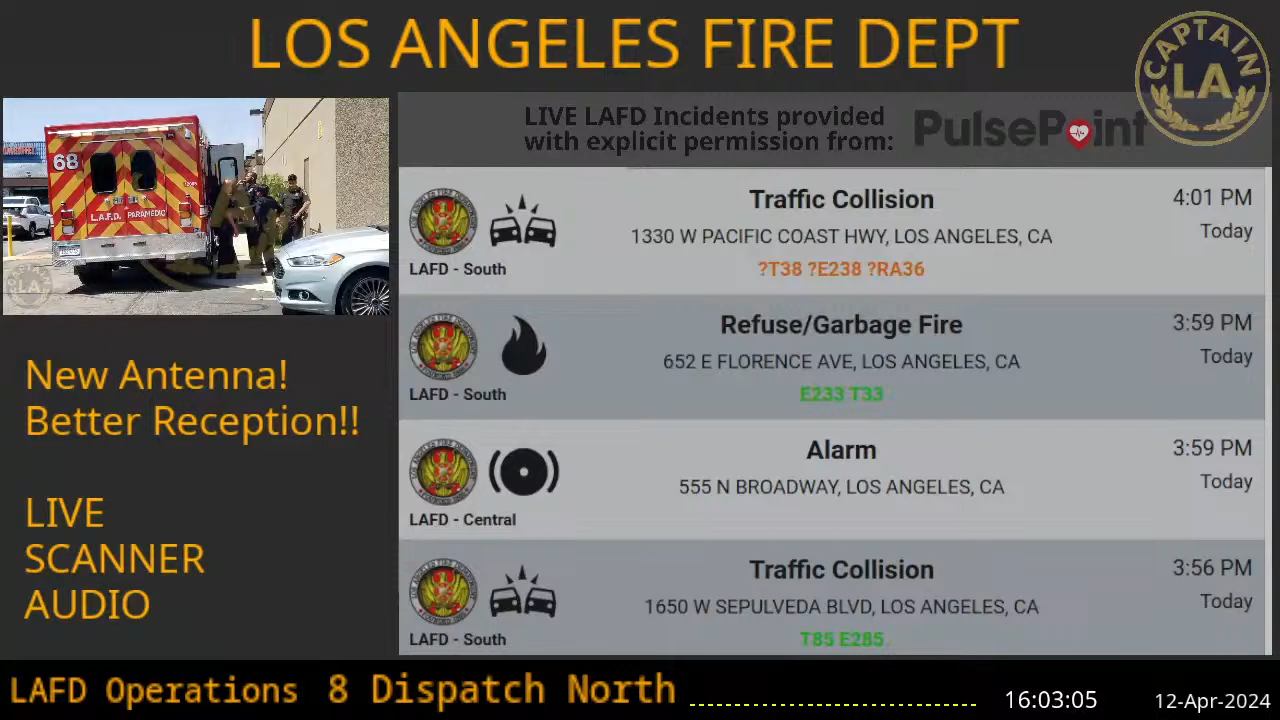 LOS ANGELES FIRE DEPT
CAPTAIN
LA
LIVE LAFD Incidents provided
with explicit permission from:
PulsePoint
68
L.A.F.D. PARAMEDIC
New Antenna!
Better Reception!!
LIVE
SCANNER
AUDIO
Traffic Collision
4:01 PM
1330 W PACIFIC COAST HWY, LOS ANGELES, CA
Today
LAFD - South
?T38 ?E238 ?RA36
Refuse/Garbage Fire
3:59 PM
652 E FLORENCE AVE, LOS ANGELES, CA
Today
LAFD - South
E233 T33
Alarm
3:59 PM
555 N BROADWAY, LOS ANGELES, CA
Today
LAFD - Central
Traffic Collision
3:56 PM
1650 W SEPULVEDA BLVD, LOS ANGELES, CA
Today
LAFD - South
T85 E285
LAFD Operations 8 Dispatch North
16:03:05
12-Apr-2024